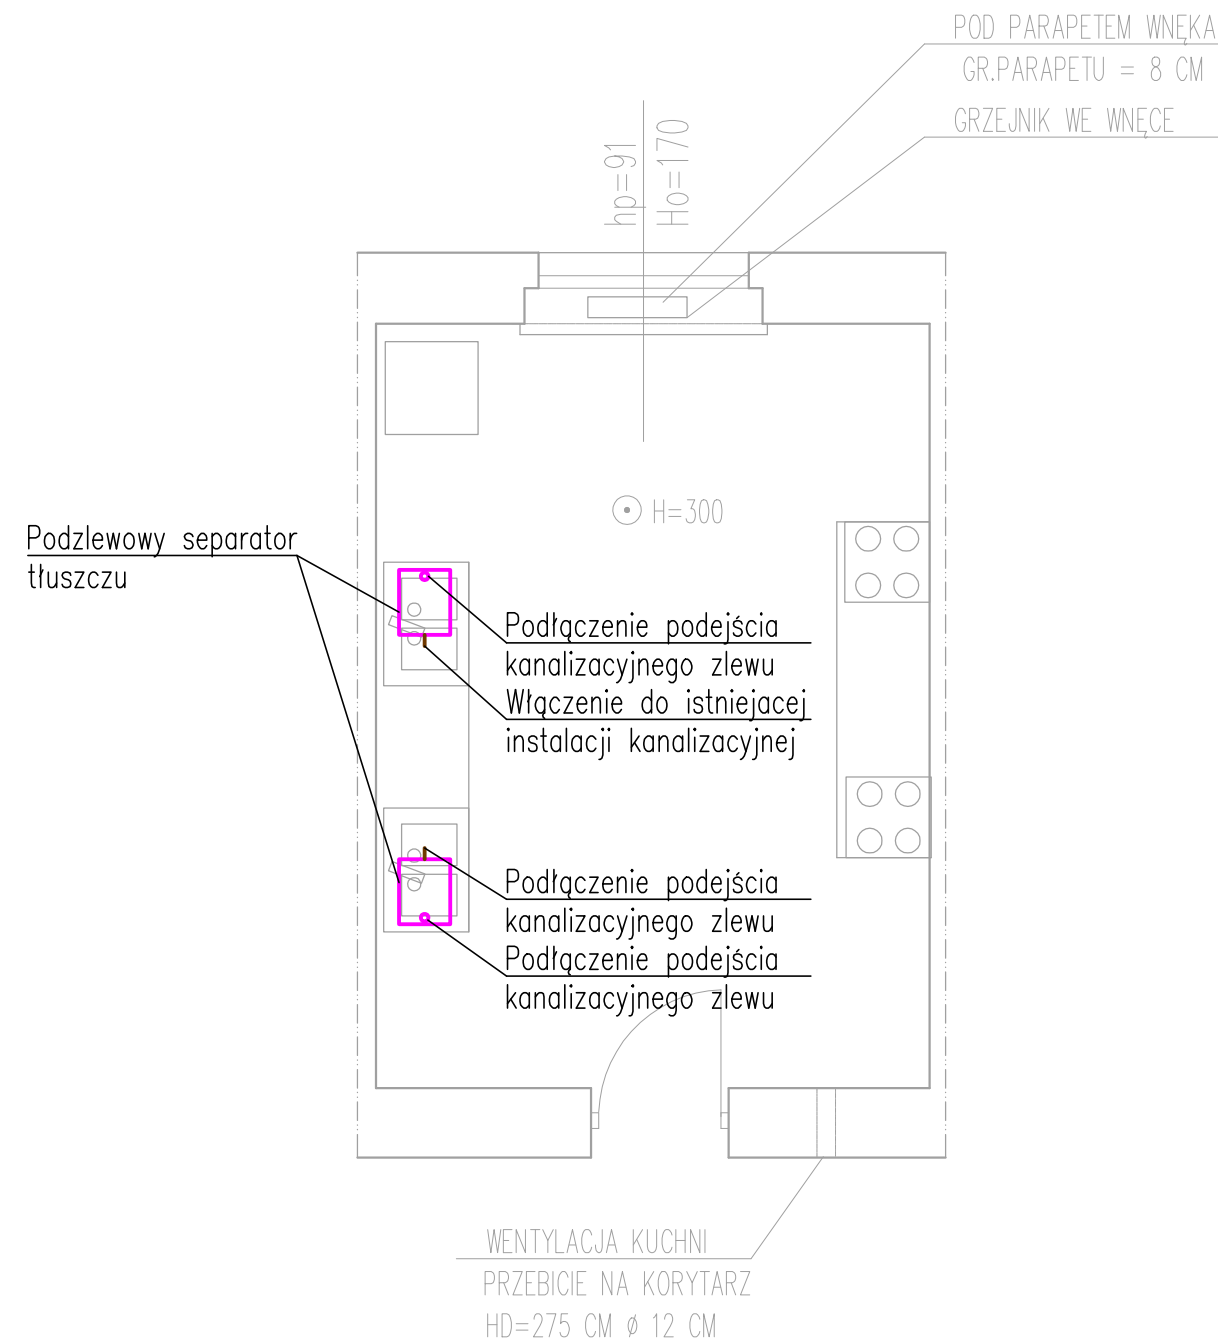 POD PARAPETEM WNĘKA
GR.PARAPETU = 8 CM
GRZEJNIK WE WNĘCE
hp=91
Ho=170
H=300
Podzlewowy separator
tłuszczu
Podłączenie podejścia
kanalizacyjnego zlewu
Włączenie do istniejacej
instalacji kanalizacyjnej
Podłączenie podejścia
kanalizacyjnego zlewu
Podłączenie podejścia
kanalizacyjnego zlewu
WENTYLACJA KUCHNI
PRZEBICIE NA KORYTARZ
HD=275 CM ø 12 CM